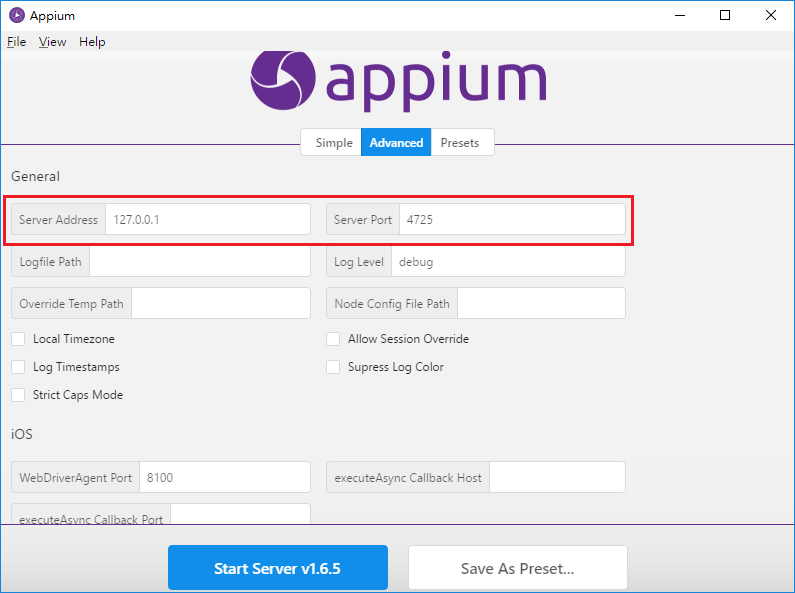 Appium
File View Help
appium
Simple Advanced Presets
General
Server Address 127.0.0.1 Server Port 4725
Logfile Path Log Level debug
Override Temp Path Node Config File Path
Local Timezone Allow Session Override
Log Timestamps Supress Log Color
Strict Caps Mode
iOS
WebDriverAgent Port 8100 executeAsync Callback Host
executeAsync Callback Port
Start Server v1.6.5 Save As Preset...